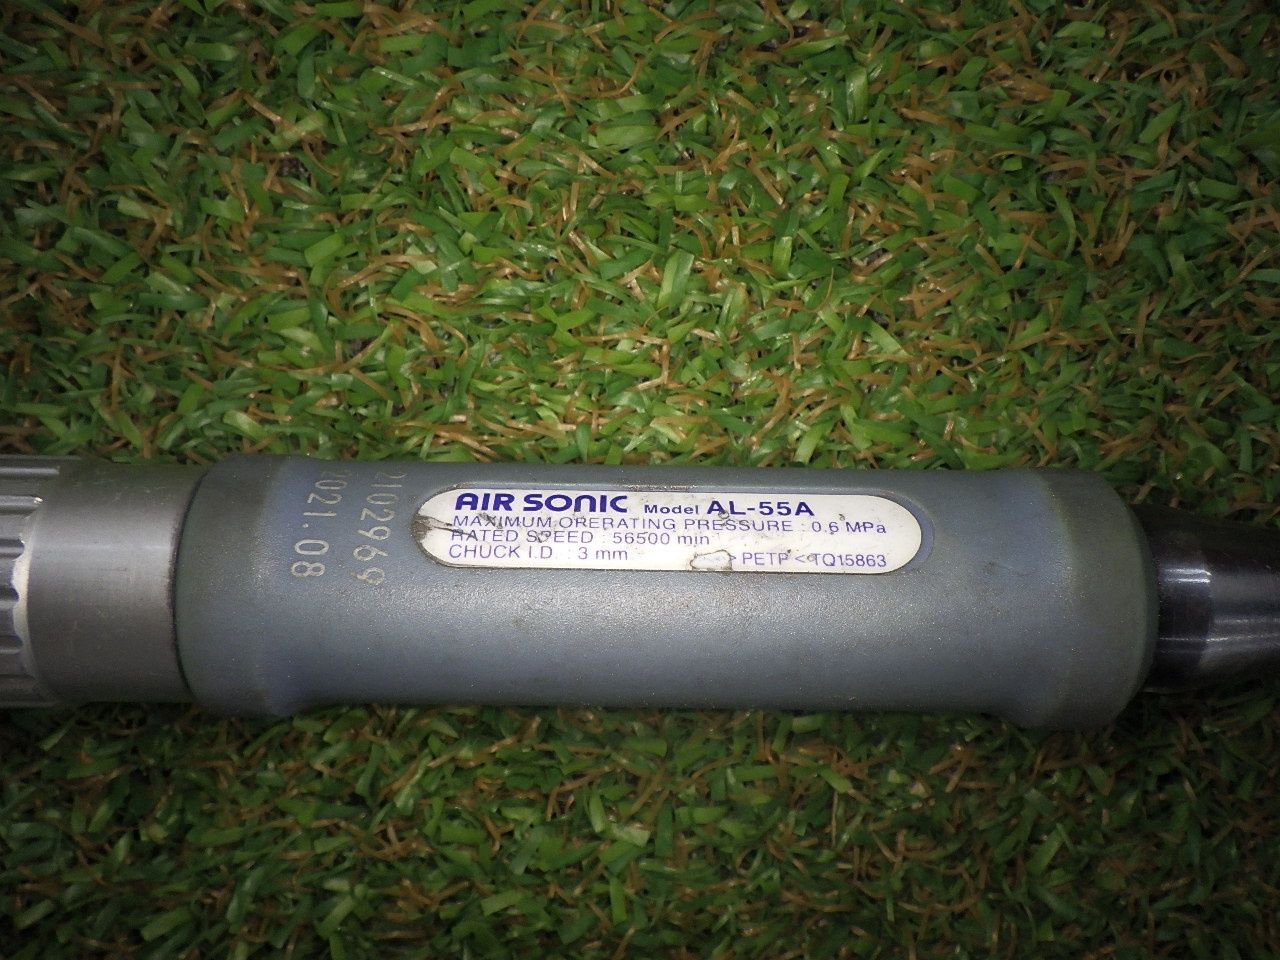 AIR SONIC Model AL-55A
MAXIMUM ORERATING PRESSURE : 0.6 MPa
RATED SPEED : 56500 min
CHUCK I.D. : 3 mm > PETP < TQ15863
2102969
2021.08